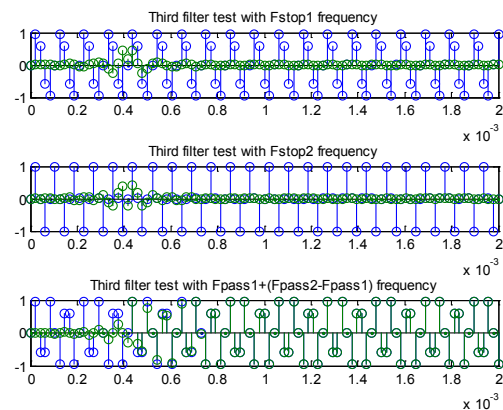 Third filter test with Fstop1 frequency
1
0
-1
0 0.2 0.4 0.6 0.8 1 1.2 1.4 1.6 1.8 2
x 10-3
Third filter test with Fstop2 frequency
1
0
-1
0 0.2 0.4 0.6 0.8 1 1.2 1.4 1.6 1.8 2
x 10-3
Third filter test with Fpass1+(Fpass2-Fpass1) frequency
1
0
-1
0 0.2 0.4 0.6 0.8 1 1.2 1.4 1.6 1.8 2
x 10-3